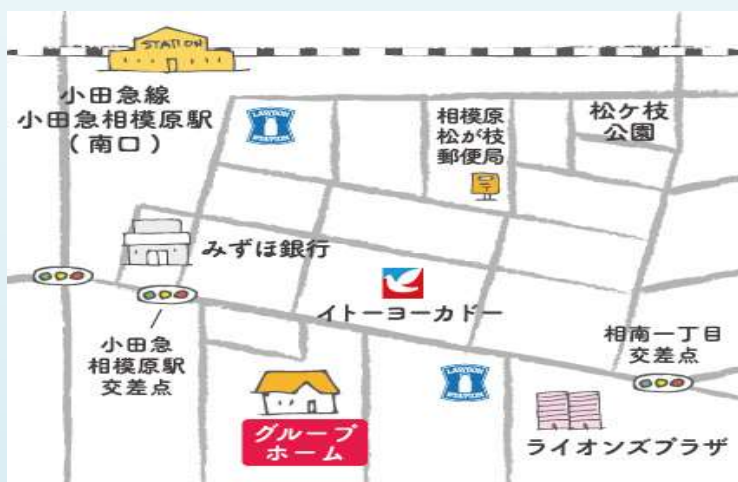 STATION
小田急線
小田急相模原駅
(南口)
LAWSON
STATION
相模原
松が枝
郵便局
松ケ枝
公園
みずほ銀行
イトーヨーカドー
小田急
相模原駅
交差点
相南一丁目
交差点
LAWSON
STATION
グループ
ホーム
ライオンズプラザ